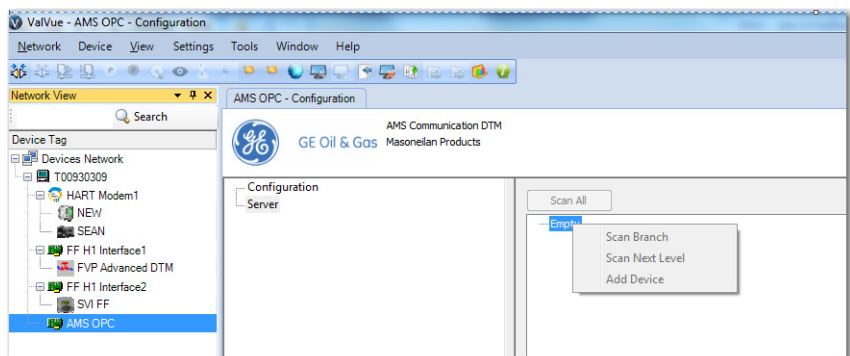 ValVue - AMS OPC - Configuration
Network Device View Settings Tools Window Help
Network View
AMS OPC - Configuration
Search
Device Tag
Devices Network
T00930309
HART Modem1
NEW
SEAN
FF H1 Interface1
FVP Advanced DTM
FF H1 Interface2
SVI FF
AMS OPC
GE Oil & Gas
AMS Communication DTM
Masoneilan Products
Configuration
Server
Scan All
Empty
Scan Branch
Scan Next Level
Add Device